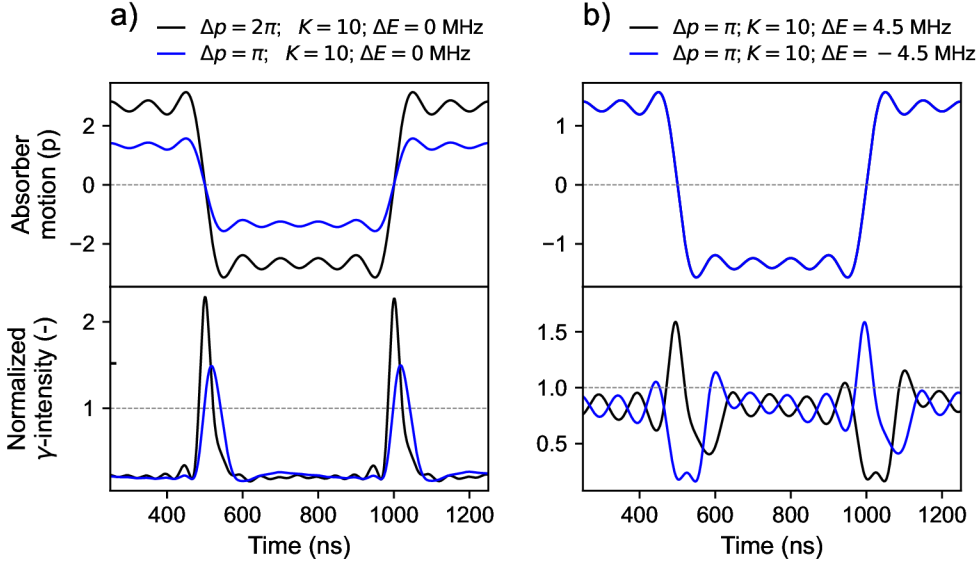 a)
Δp = 2π; K = 10; ΔE = 0 MHz
Δp = π; K = 10; ΔE = 0 MHz
b)
Δp = π; K = 10; ΔE = 4.5 MHz
Δp = π; K = 10; ΔE = − 4.5 MHz
Absorber
motion (p)
2
0
−2
1
0
−1
Normalized
γ-intensity (-)
2
1
1.5
1.0
0.5
400 600 800 1000 1200
Time (ns)
400 600 800 1000 1200
Time (ns)